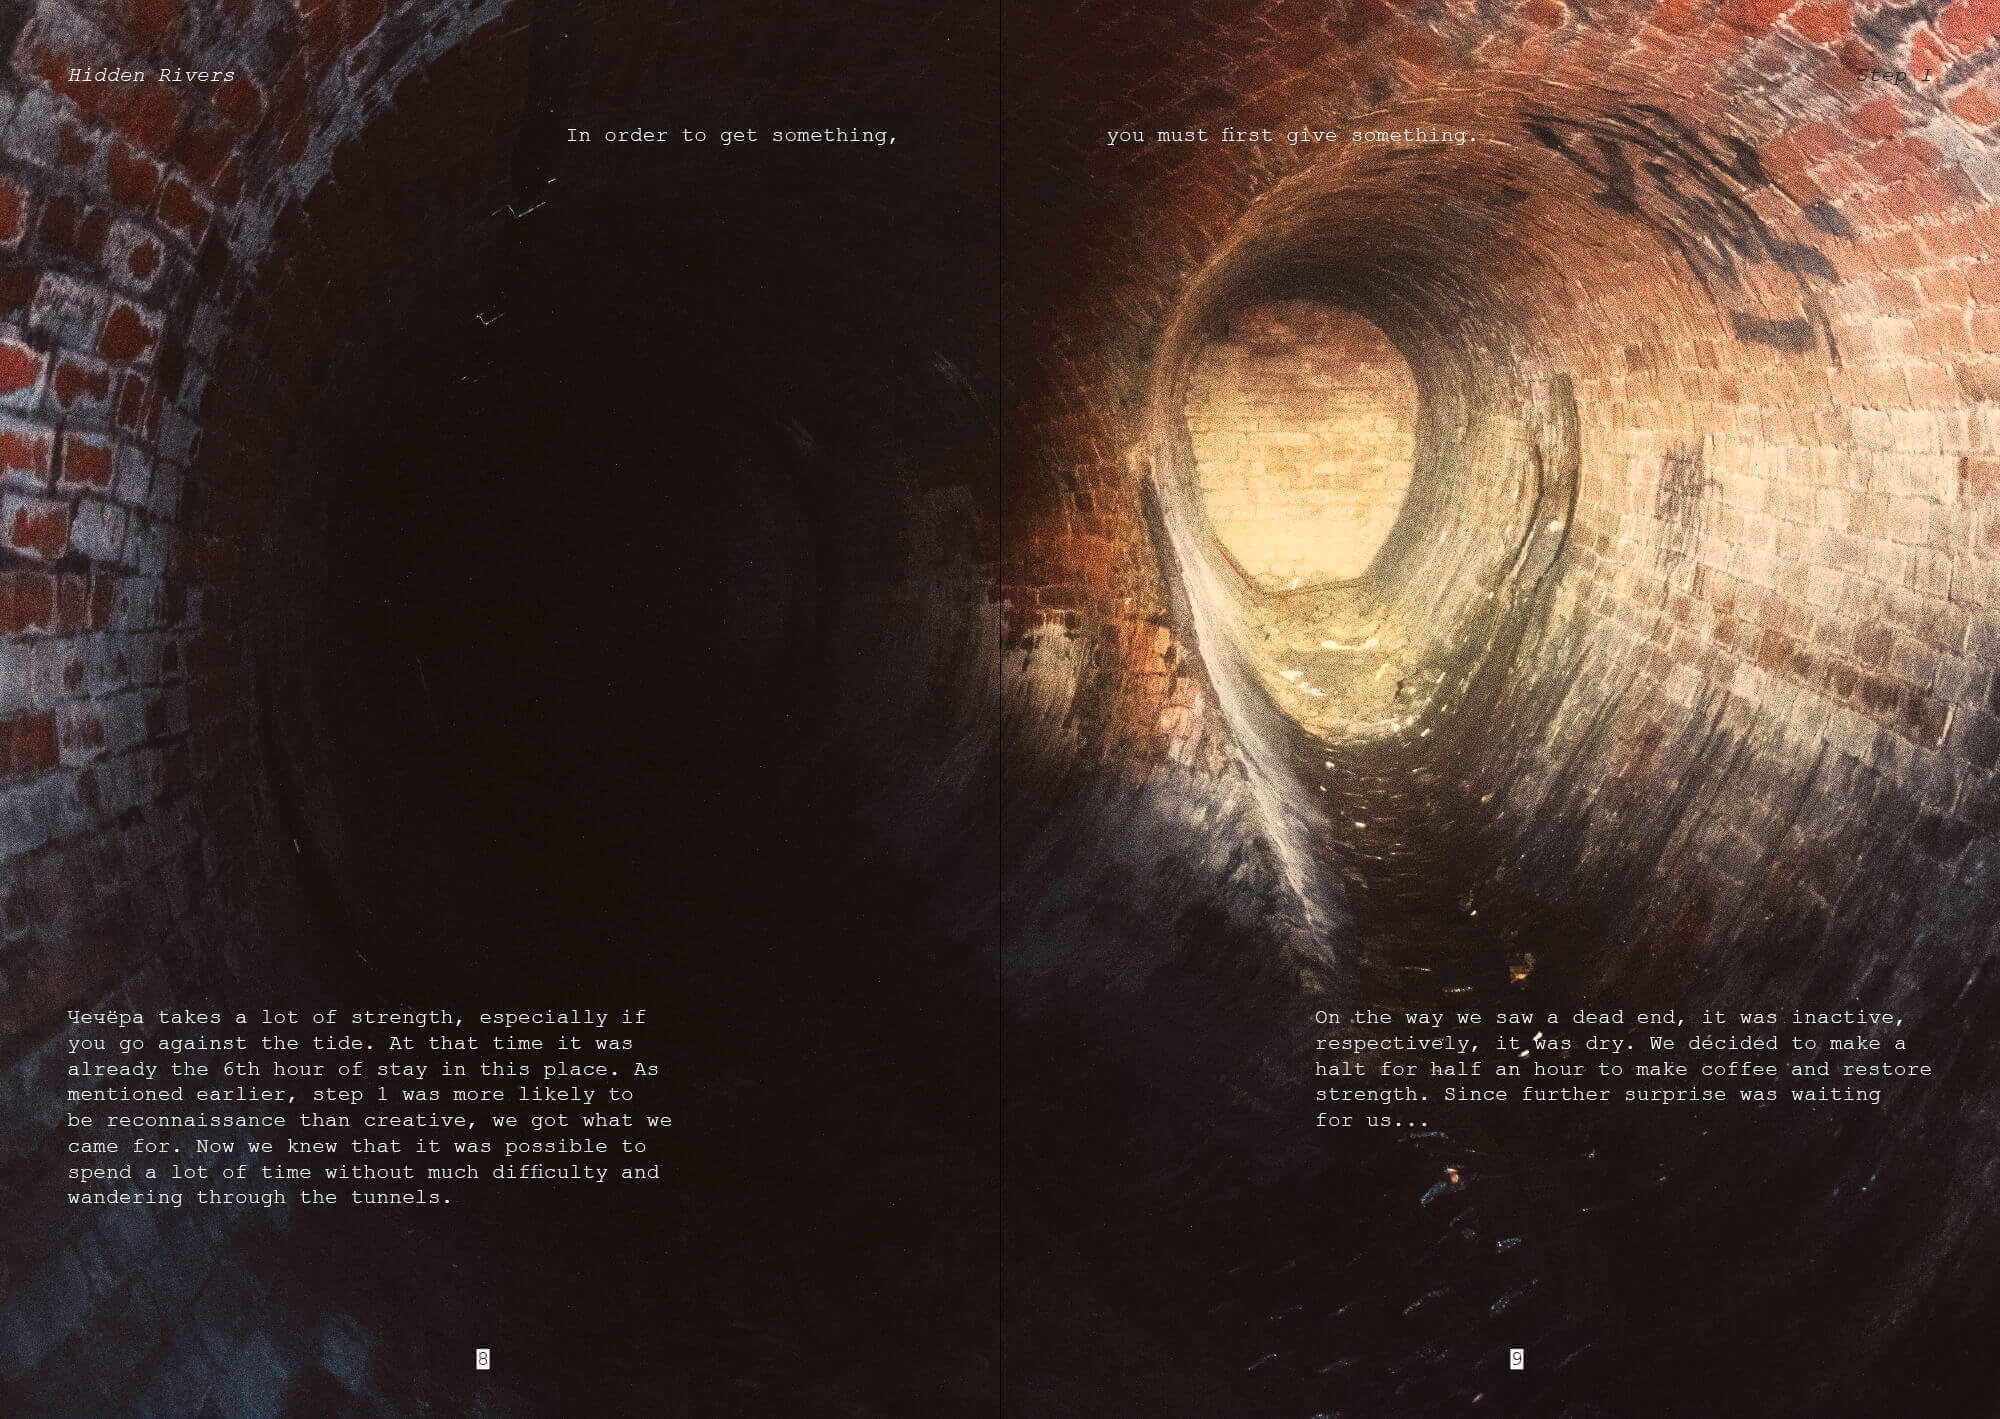 Hidden Rivers
Step I
In order to get something,
you must first give something.
Чечёра takes a lot of strength, especially if
you go against the tide. At that time it was
already the 6th hour of stay in this place. As
mentioned earlier, step 1 was more likely to
be reconnaissance than creative, we got what we
came for. Now we knew that it was possible to
spend a lot of time without much difficulty and
wandering through the tunnels.
On the way we saw a dead end, it was inactive,
respectively, it was dry. We décided to make a
halt for half an hour to make coffee and restore
strength. Since further surprise was waiting
for us...
8
9